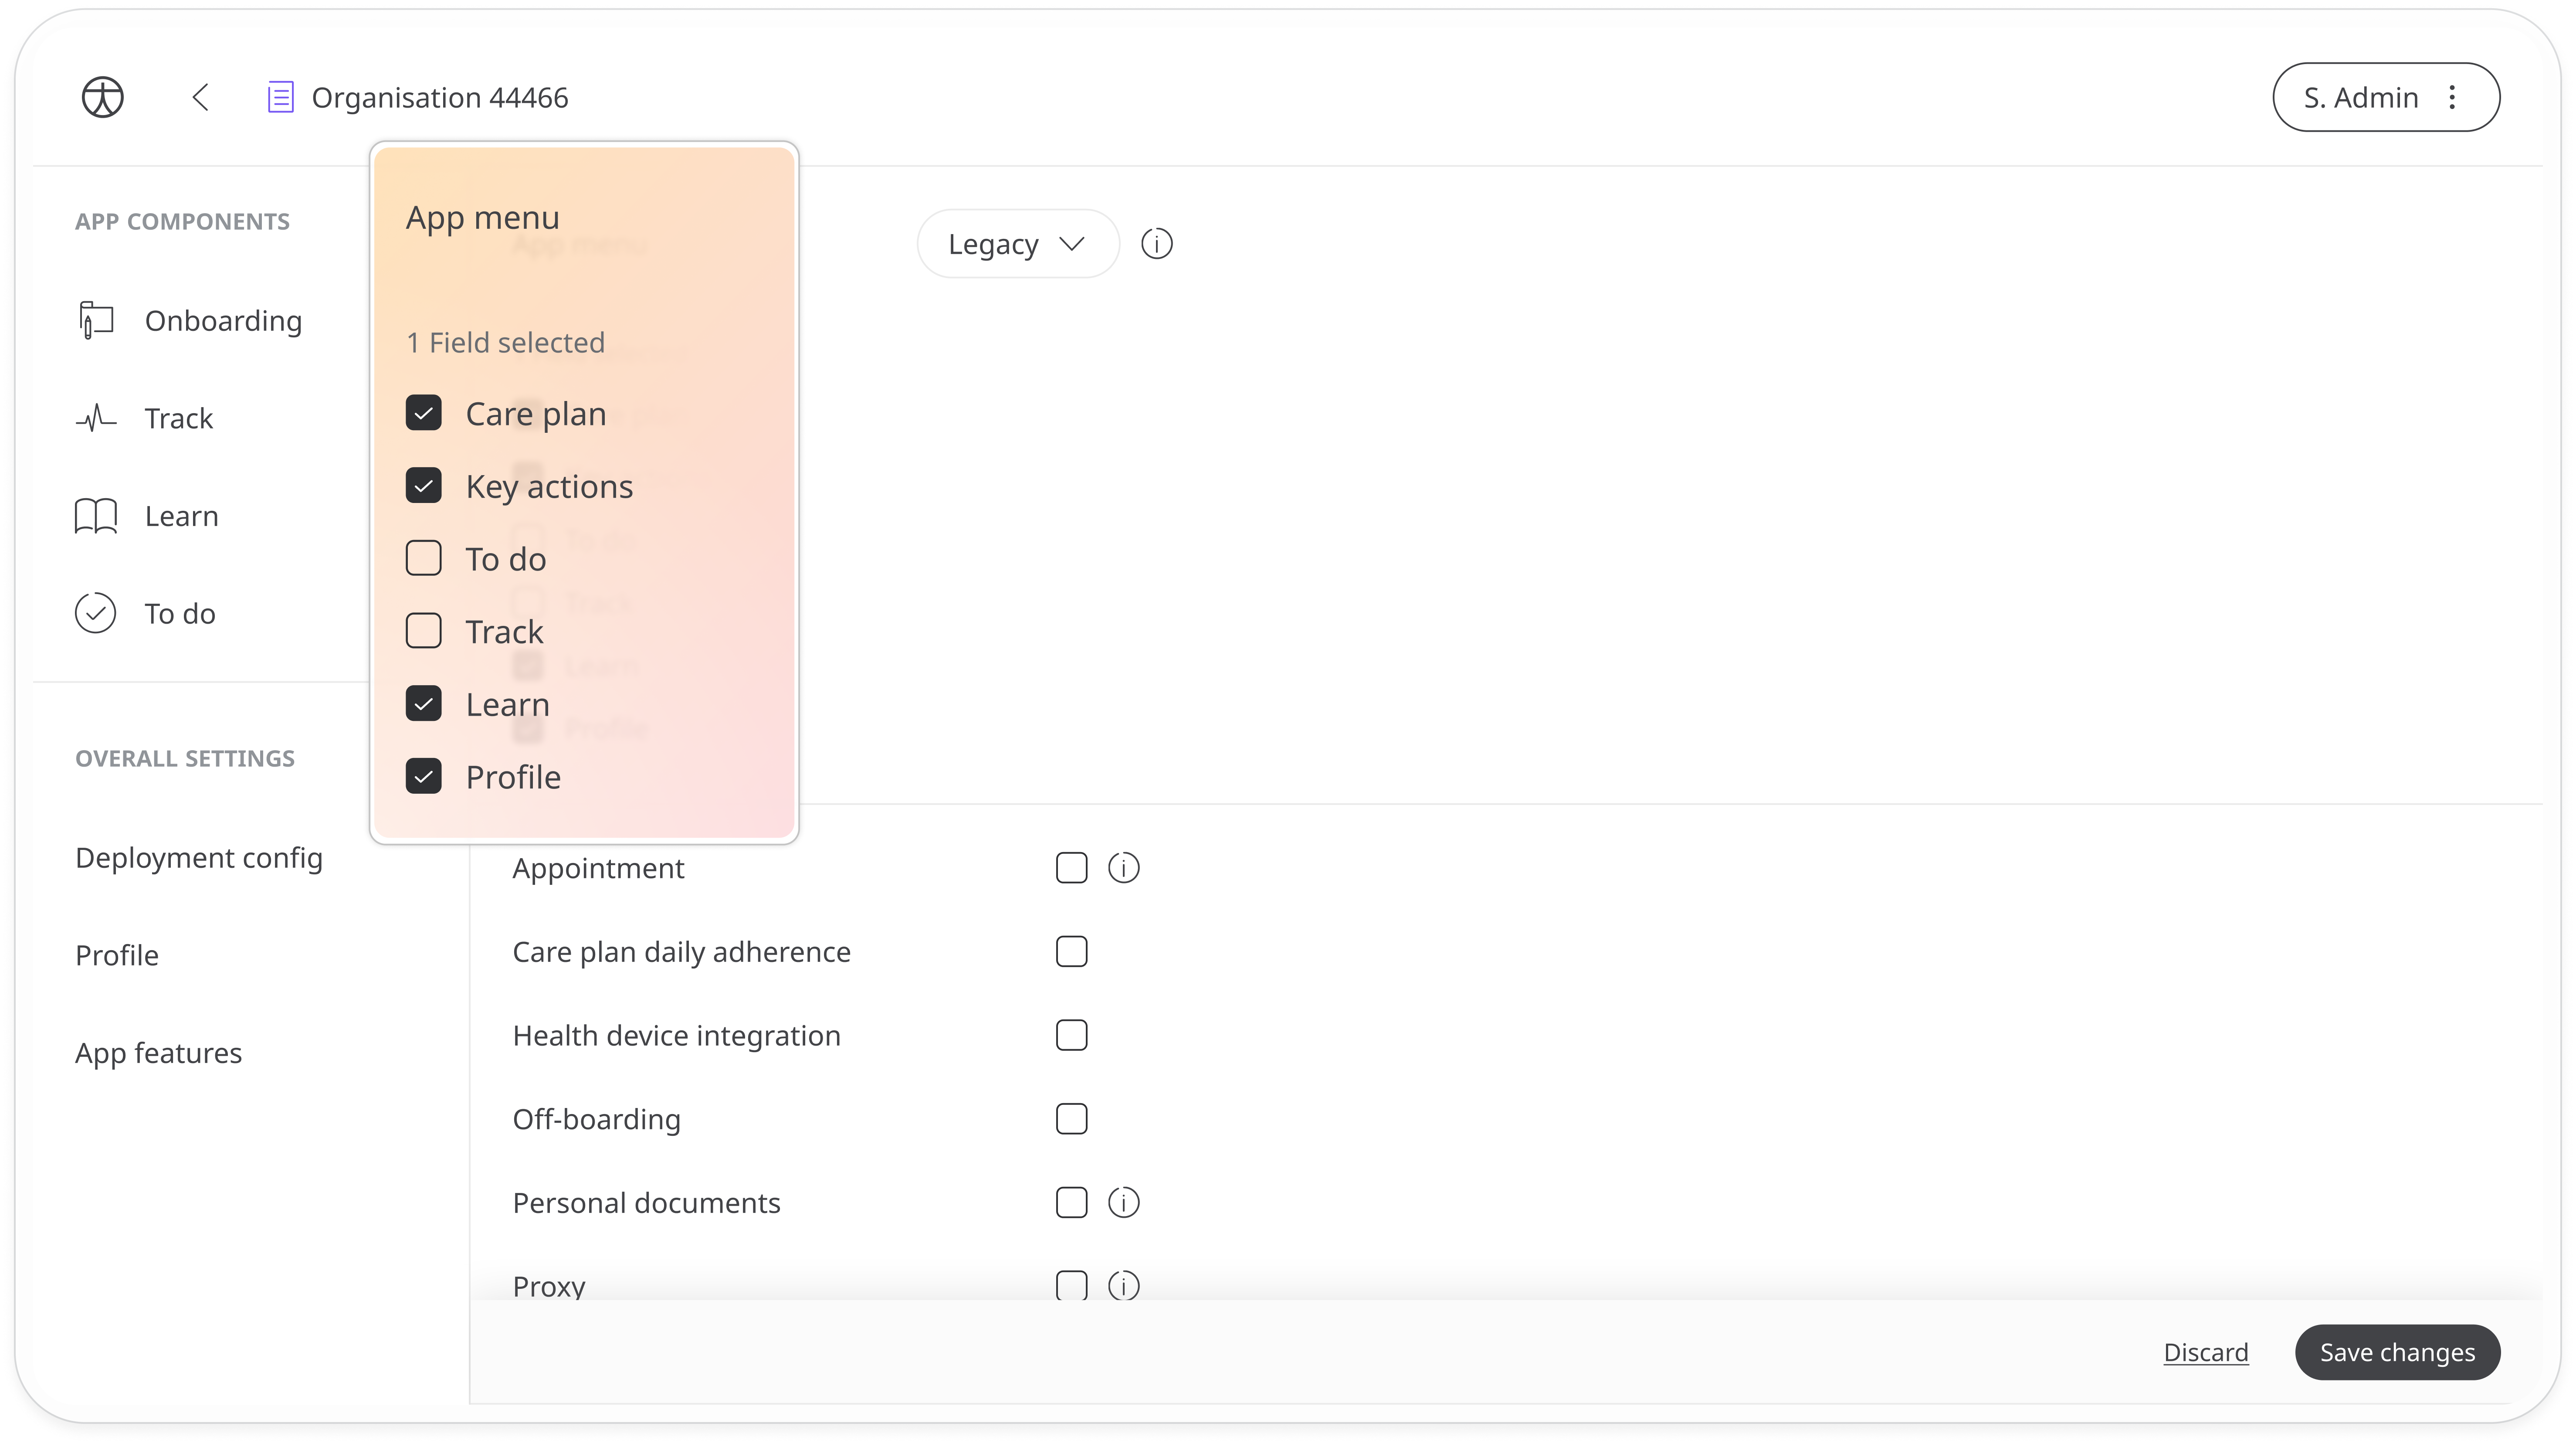 Organisation 44466
S. Admin
APP COMPONENTS
Onboarding
Track
Learn
To do
OVERALL SETTINGS
Deployment config
Profile
App features
App menu
1 Field selected
Care plan
Key actions
To do
Track
Learn
Profile
Legacy
Appointment
Care plan daily adherence
Health device integration
Off-boarding
Personal documents
Proxy
Discard
Save changes